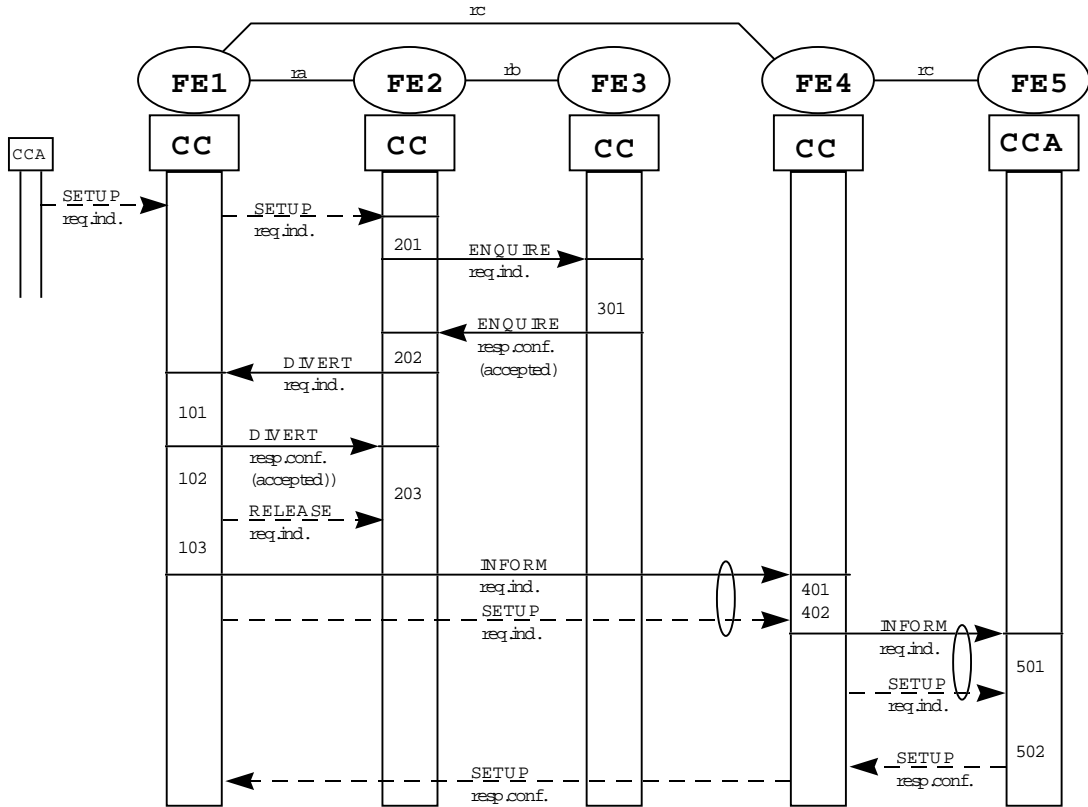 rc
FE1 ra FE2 rb FE3 FE4 rc FE5
CCA CC CC CC CC CCA
SETUP
req.ind.
SETUP
req.ind.
201
ENQUIRE
req.ind.
301
ENQUIRE
resp.conf.
(accepted)
202
DIVERT
req.ind.
101
DIVERT
resp.conf.
(accepted))
102
203
RELEASE
req.ind.
103
INFORM
req.ind.
401
SETUP
req.ind.
402
INFORM
req.ind.
501
SETUP
req.ind.
502
SETUP
resp.conf.
SETUP
resp.conf.